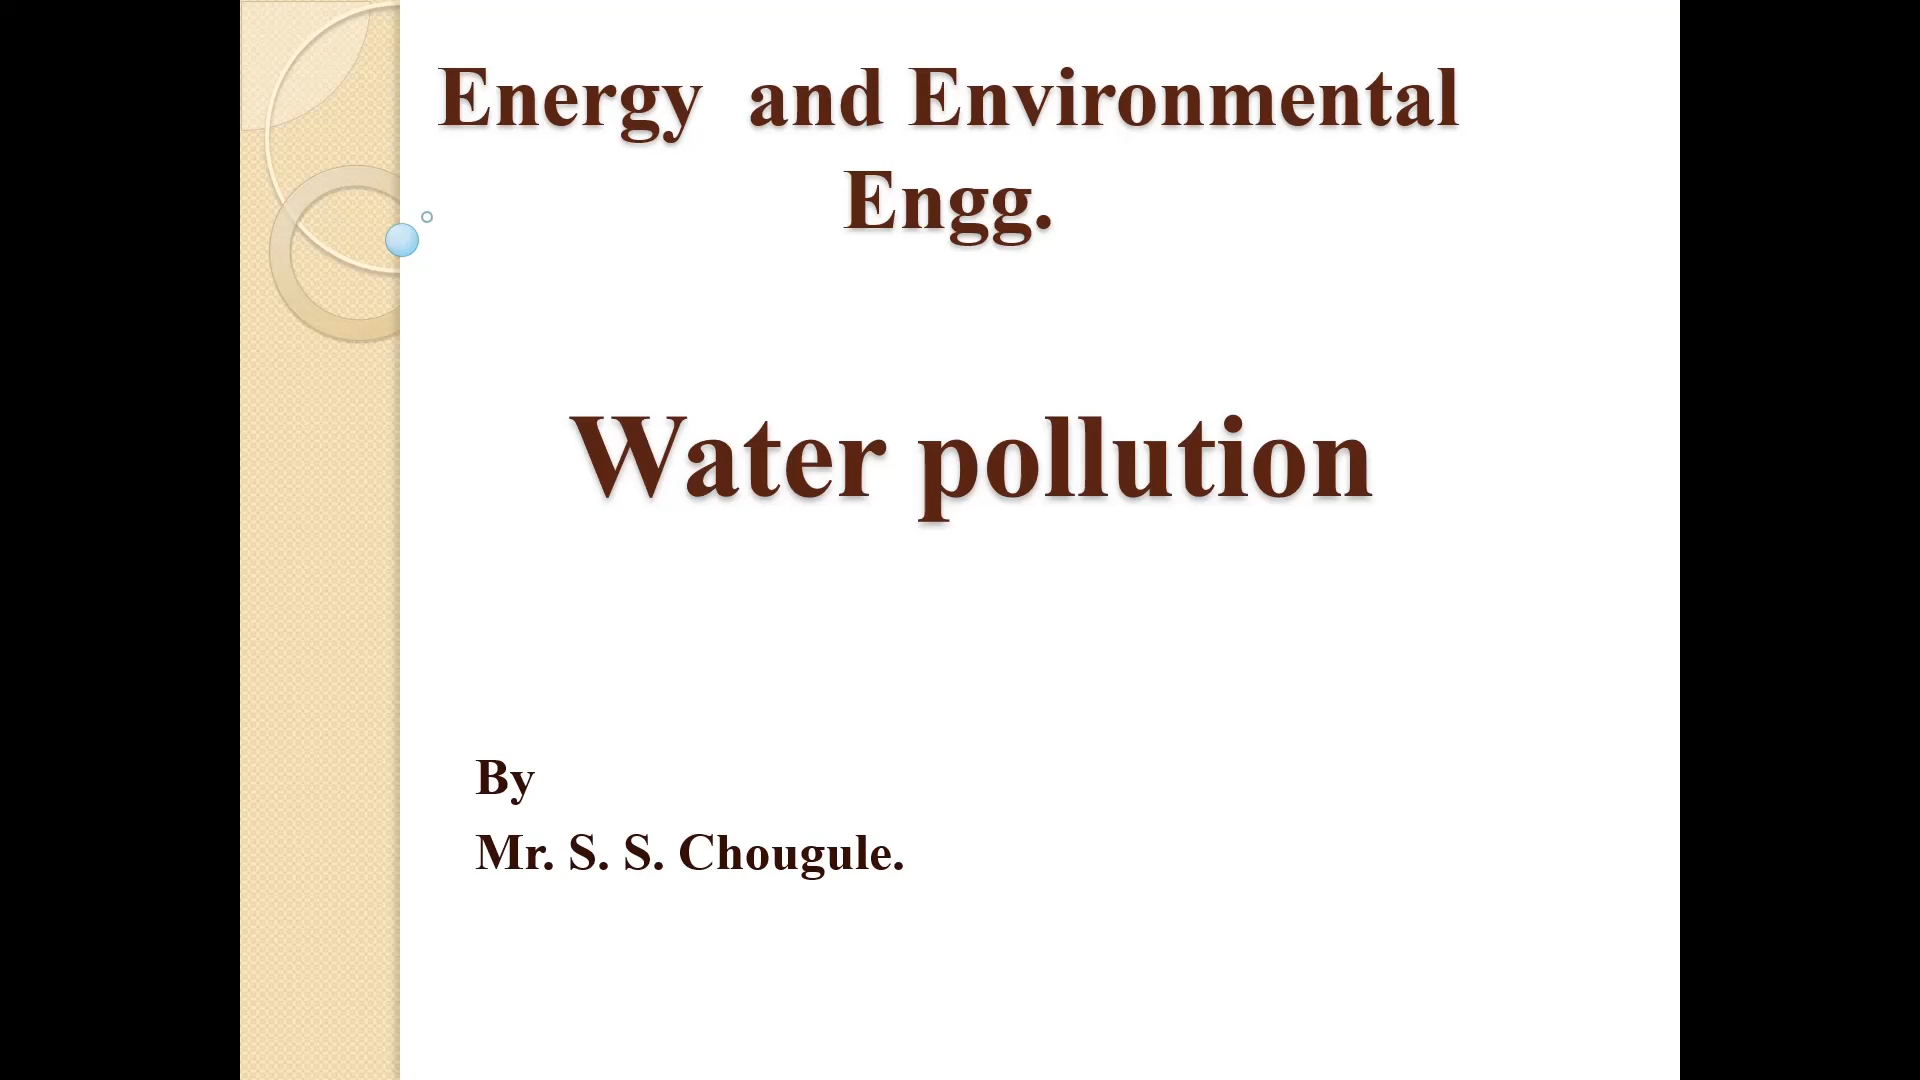 Energy and Environmental
Engg.
Water pollution
By
Mr. S. S. Chougule.